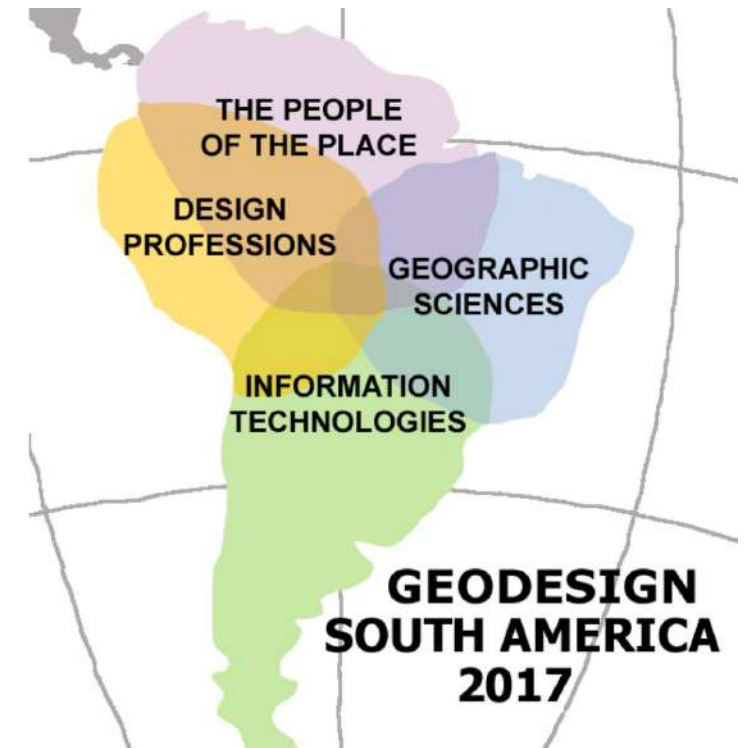 THE PEOPLE
OF THE PLACE
DESIGN
PROFESSIONS
GEOGRAPHIC
SCIENCES
INFORMATION
TECHNOLOGIES
GEODESIGN
SOUTH AMERICA
2017